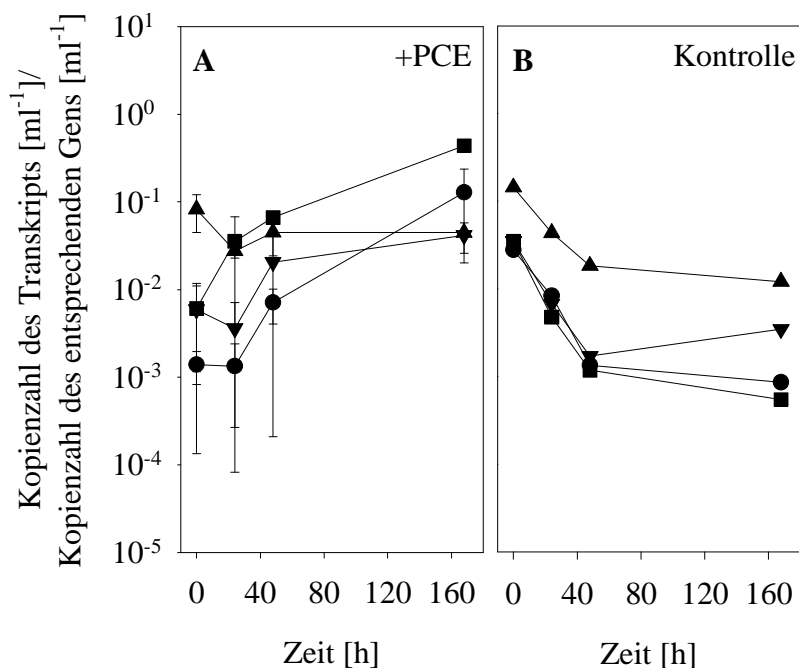 Kopienzahl des Transkripts [ml⁻¹]/
Kopienzahl des entsprechenden Gens [ml⁻¹]
10¹
10⁰
10⁻¹
10⁻²
10⁻³
10⁻⁴
10⁻⁵
A
+PCE
B
Kontrolle
0 40 80 120 160
0 40 80 120 160
Zeit [h]
Zeit [h]